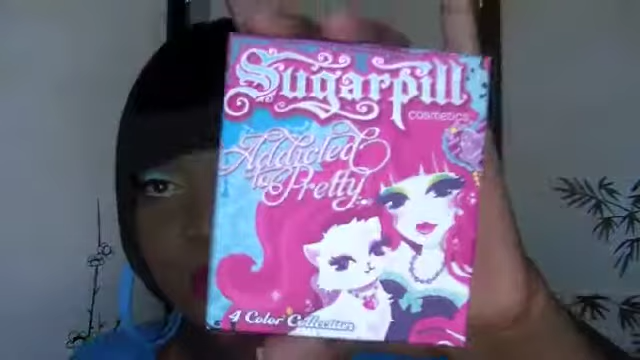 Sugarpill
cosmetics
Addicted
to Pretty
4 Color Collection